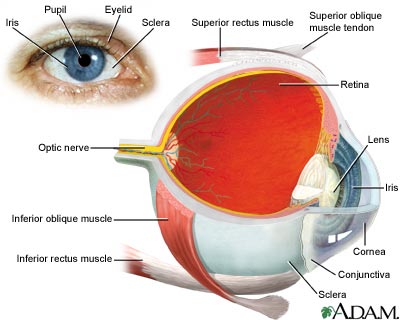 Iris
Pupil
Eyelid
Sclera
Superior rectus muscle
Superior oblique
muscle tendon
Retina
Optic nerve
Lens
Iris
Inferior oblique muscle
Cornea
Inferior rectus muscle
Conjunctiva
Sclera
A.D.A.M.